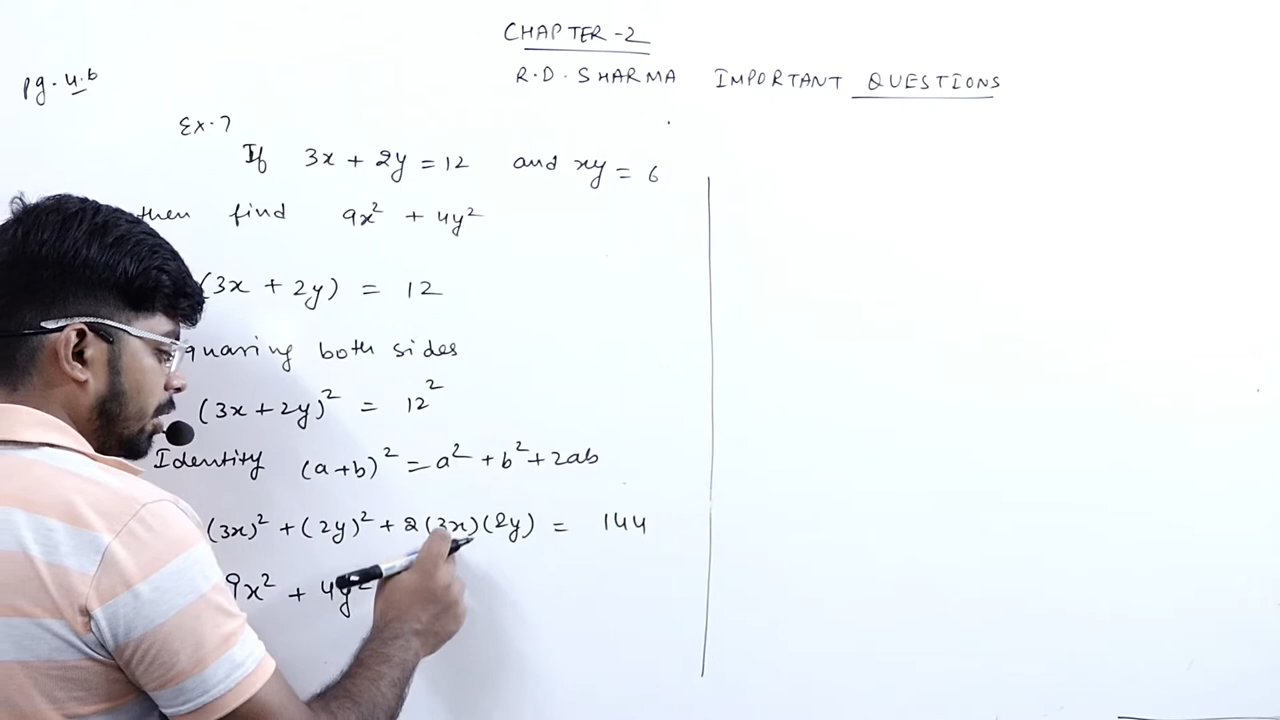 CHAPTER-2
R.D. SHARMA IMPORTANT QUESTIONS
pg. 4.6
Ex.7
If 3x + 2y = 12 and xy = 6
then find 9x² + 4y²
(3x + 2y) = 12
quaring both sides
(3x + 2y)² = 12²
Identity (a+b)² = a² + b² + 2ab
(3x)² + (2y)² + 2(3x)(2y) = 144
9x² + 4y²